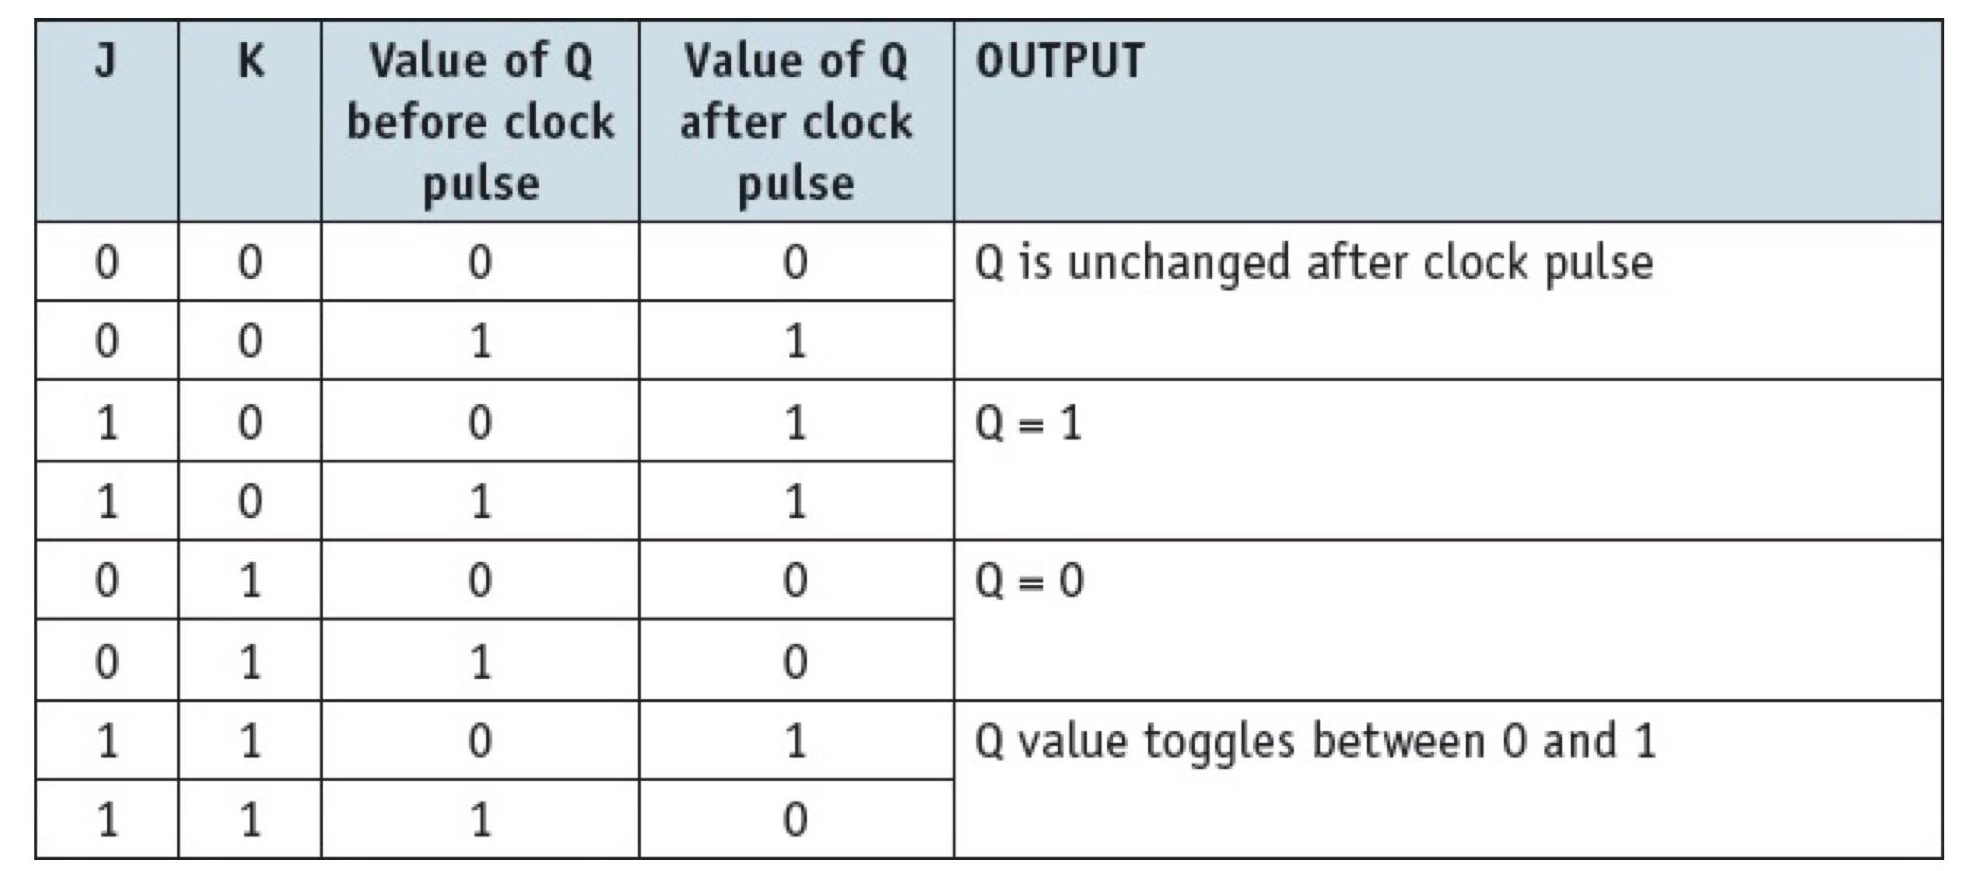 J K Value of Q before clock pulse Value of Q after clock pulse OUTPUT
0 0 0 0 Q is unchanged after clock pulse
0 0 1 1
1 0 0 1 Q = 1
1 0 1 1
0 1 0 0 Q = 0
0 1 1 0
1 1 0 1 Q value toggles between 0 and 1
1 1 1 0